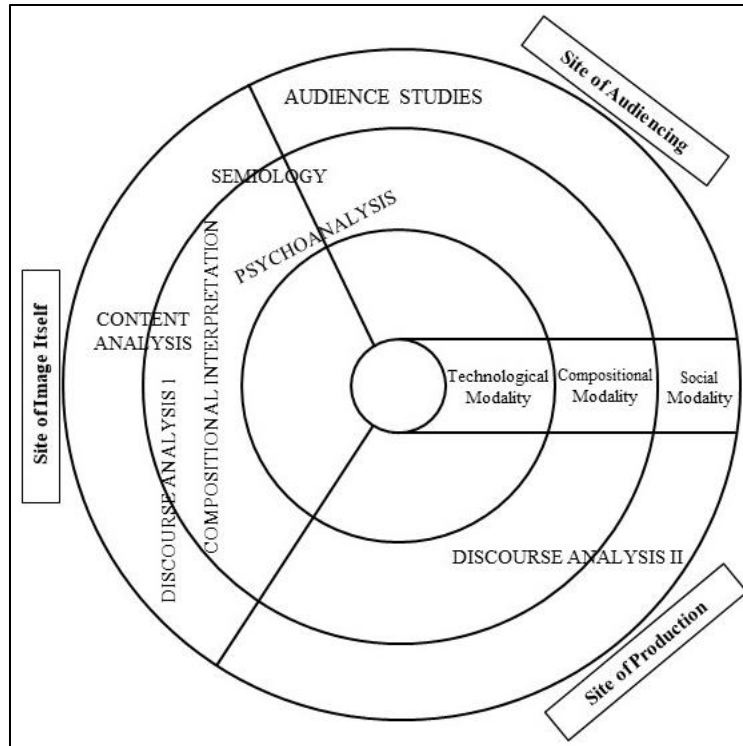 Site of Audiencing
AUDIENCE STUDIES
SEMIOLOGY
PSYCHOANALYSIS
COMPOSITIONAL INTERPRETATION
CONTENT
ANALYSIS
DISCOURSE ANALYSIS I
Site of Image Itself
Technological
Modality
Compositional
Modality
Social
Modality
DISCOURSE ANALYSIS II
Site of Production